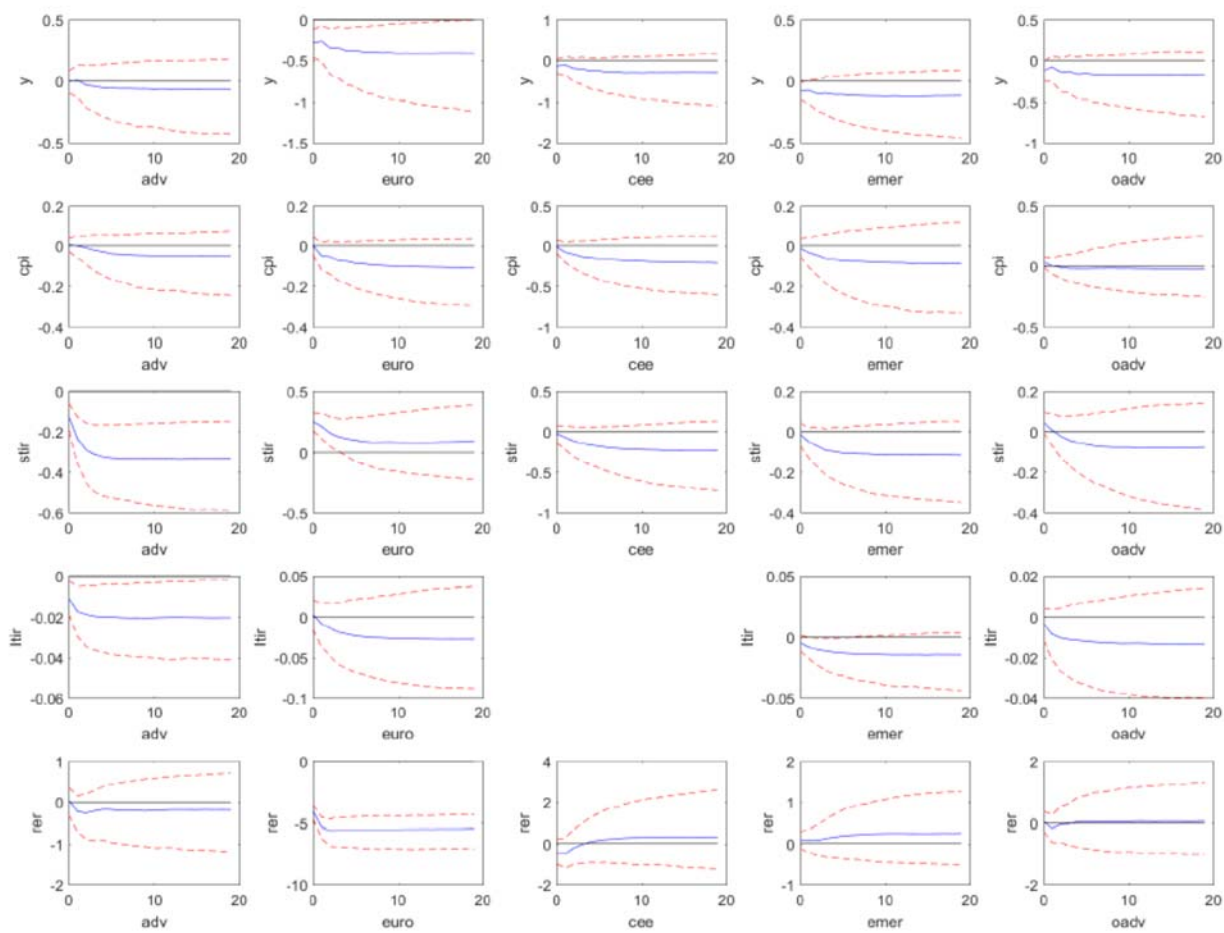 0.5 0 0.5 1 0.5 0.5
y 0 y -0.5 y 0 y 0 y 0
-1 -1 -0.5
-0.5 -1.5 -2 -0.5 -1
0 10 20 0 10 20 0 10 20 0 10 20 0 10 20
adv euro cee emer oadv
0.2 0.2 0.5 0.2 0.5
cpi 0 cpi 0 cpi 0 cpi 0 cpi 0
-0.2 -0.2 -0.5 -0.2
-0.4 -0.4 -1 -0.4 -0.5
0 10 20 0 10 20 0 10 20 0 10 20 0 10 20
adv euro cee emer oadv
0 0.5 0.5 0.2 0.2
stir -0.2 stir 0 stir 0 stir 0 stir 0
-0.4 -0.5 -0.2 -0.2
-0.6 -0.5 -1 -0.4 -0.4
0 10 20 0 10 20 0 10 20 0 10 20 0 10 20
adv euro cee emer oadv
0 0.05 0.05 0.02
ltir -0.02 ltir 0 ltir 0 ltir 0
-0.04 -0.05 -0.02
-0.06 -0.1 -0.05 -0.04
0 10 20 0 10 20 0 10 20 0 10 20
adv euro emer oadv
1 0 4 2 2
rer 0 rer -5 rer 2 rer 1 rer 0
-1 0 0
-2 -10 -2 -1 -2
0 10 20 0 10 20 0 10 20 0 10 20 0 10 20
adv euro cee emer oadv